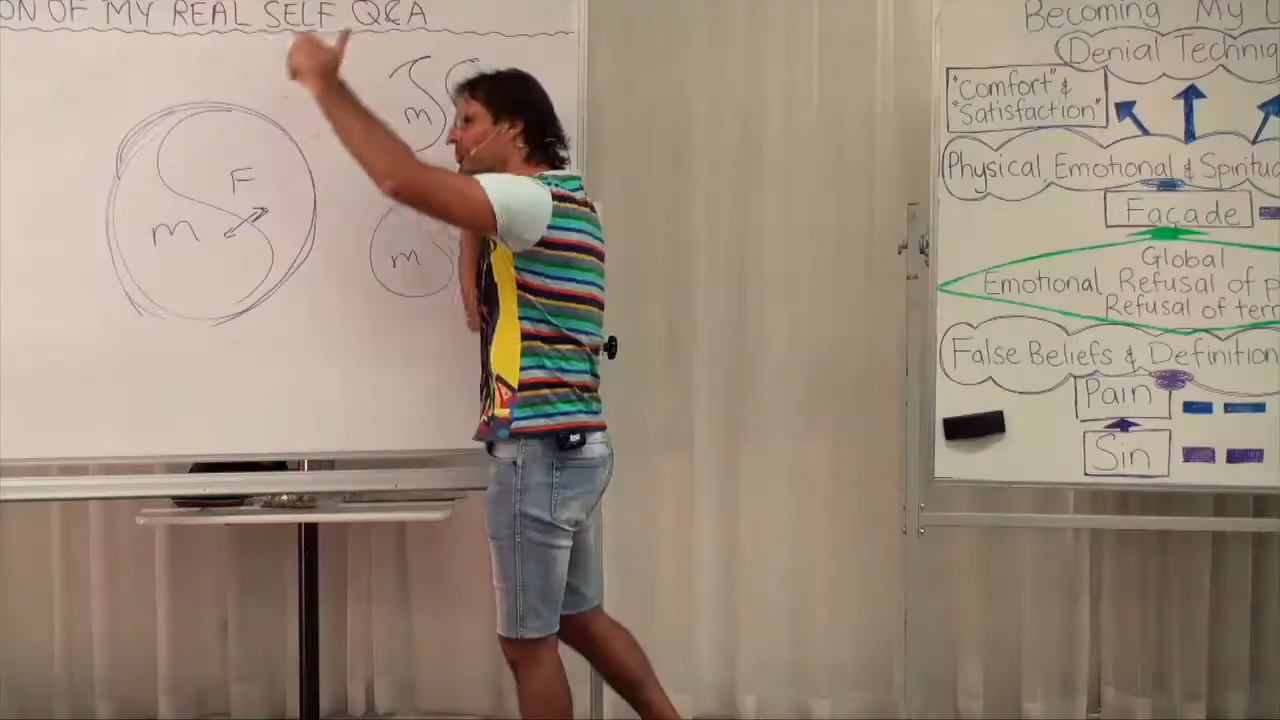 ON OF MY REAL SELF Q&A
m
F
m
m
Becoming My
Denial Techniq
"Comfort" &
"Satisfaction"
Physical, Emotional & Spiritua
Façade
Global
Emotional Refusal of p
Refusal of terr
False Beliefs & Definition
Pain
Sin